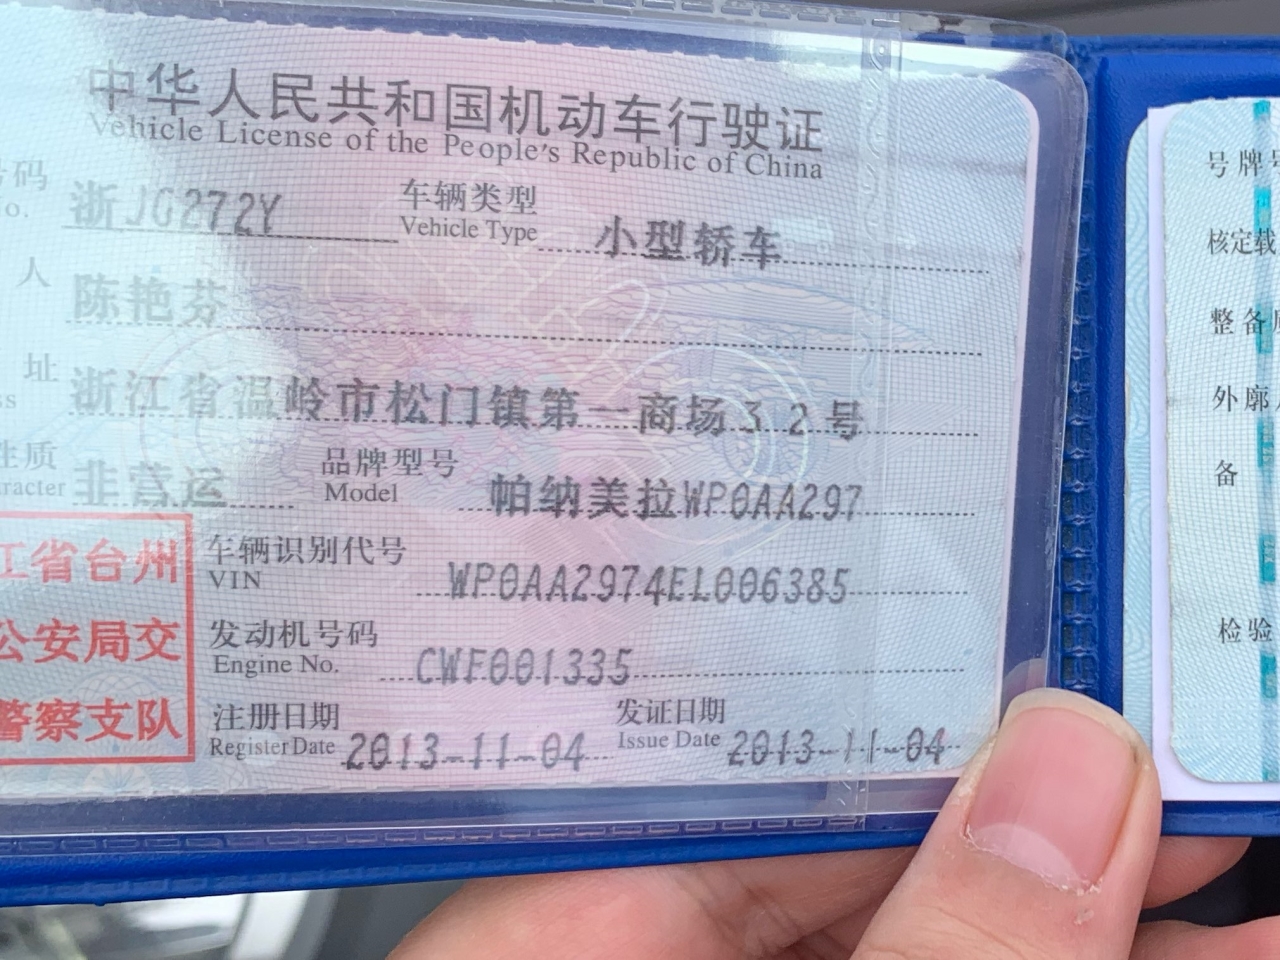 中华人民共和国机动车行驶证
Vehicle License of the People's Republic of China
号码 浙JG272Y 车辆类型 小型轿车
No. Vehicle Type
人 陈艳芬
址 浙江省温岭市松门镇第一商场32号
性质 非营运 品牌型号 帕纳美拉WP0AA297
racter Model
车辆识别代号 WP0AA2974EL006385
VIN
发动机号码 CWF001335
Engine No.
注册日期 2013-11-04 发证日期 2013-11-04
Register Date Issue Date
江省台州
公安局交
警察支队
号牌号
核定载
整备质
外廓
备
检验